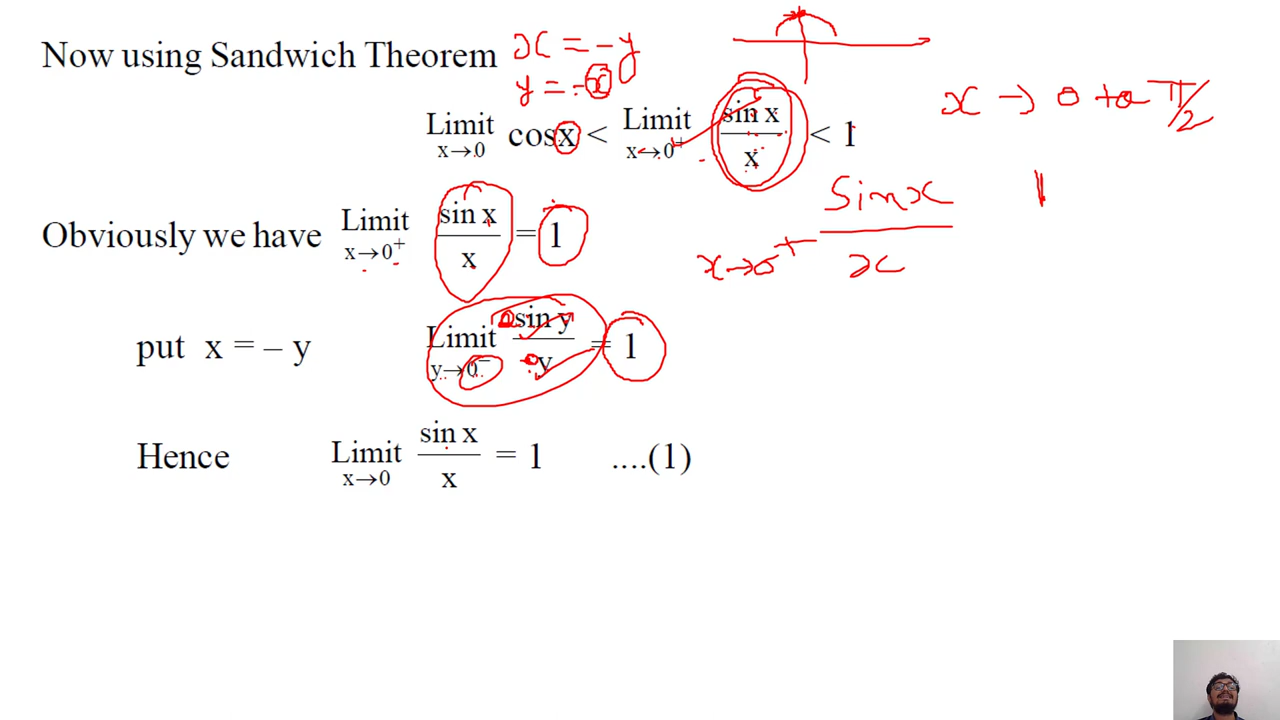 Now using Sandwich Theorem x = -y
y = -x
Limit x→0 cosx < Limit x→0⁺ sin x / x < 1 x → 0 to π/2
Obviously we have Limit x→0⁺ sin x / x = 1 x→0⁺ Sinx / x 1
put x = – y Limit y→0⁻ sin y / y = 1
Hence Limit x→0 sin x / x = 1 ....(1)